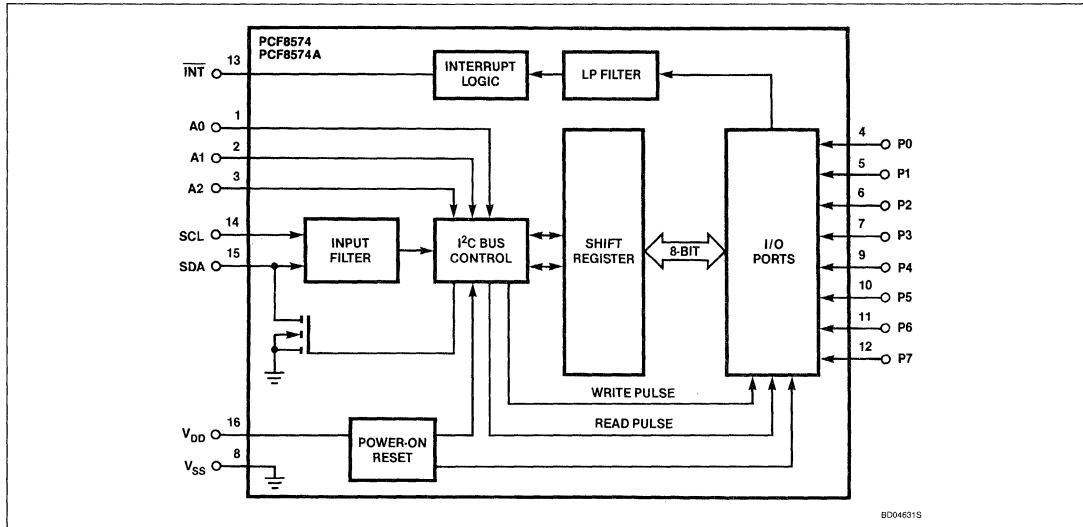 PCF8574
PCF8574A
INT
13
INTERRUPT
LOGIC
LP FILTER
A0
1
A1
2
A2
3
SCL
14
SDA
15
INPUT
FILTER
I²C BUS
CONTROL
SHIFT
REGISTER
8-BIT
I/O
PORTS
4
P0
5
P1
6
P2
7
P3
9
P4
10
P5
11
P6
12
P7
WRITE PULSE
READ PULSE
VDD
16
POWER-ON
RESET
VSS
8
BD04631S